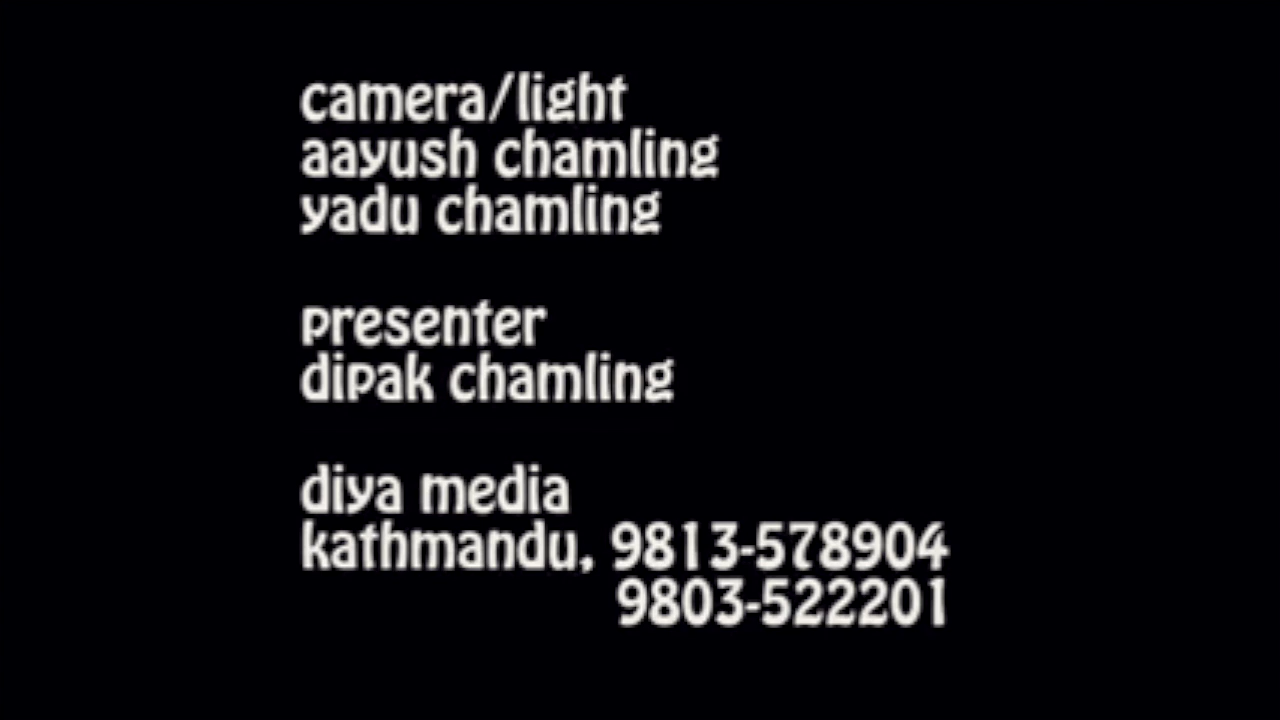 camera/light
aayush chamling
yadu chamling
presenter
dipak chamling
diya media
kathmandu, 9813-578904
9803-522201